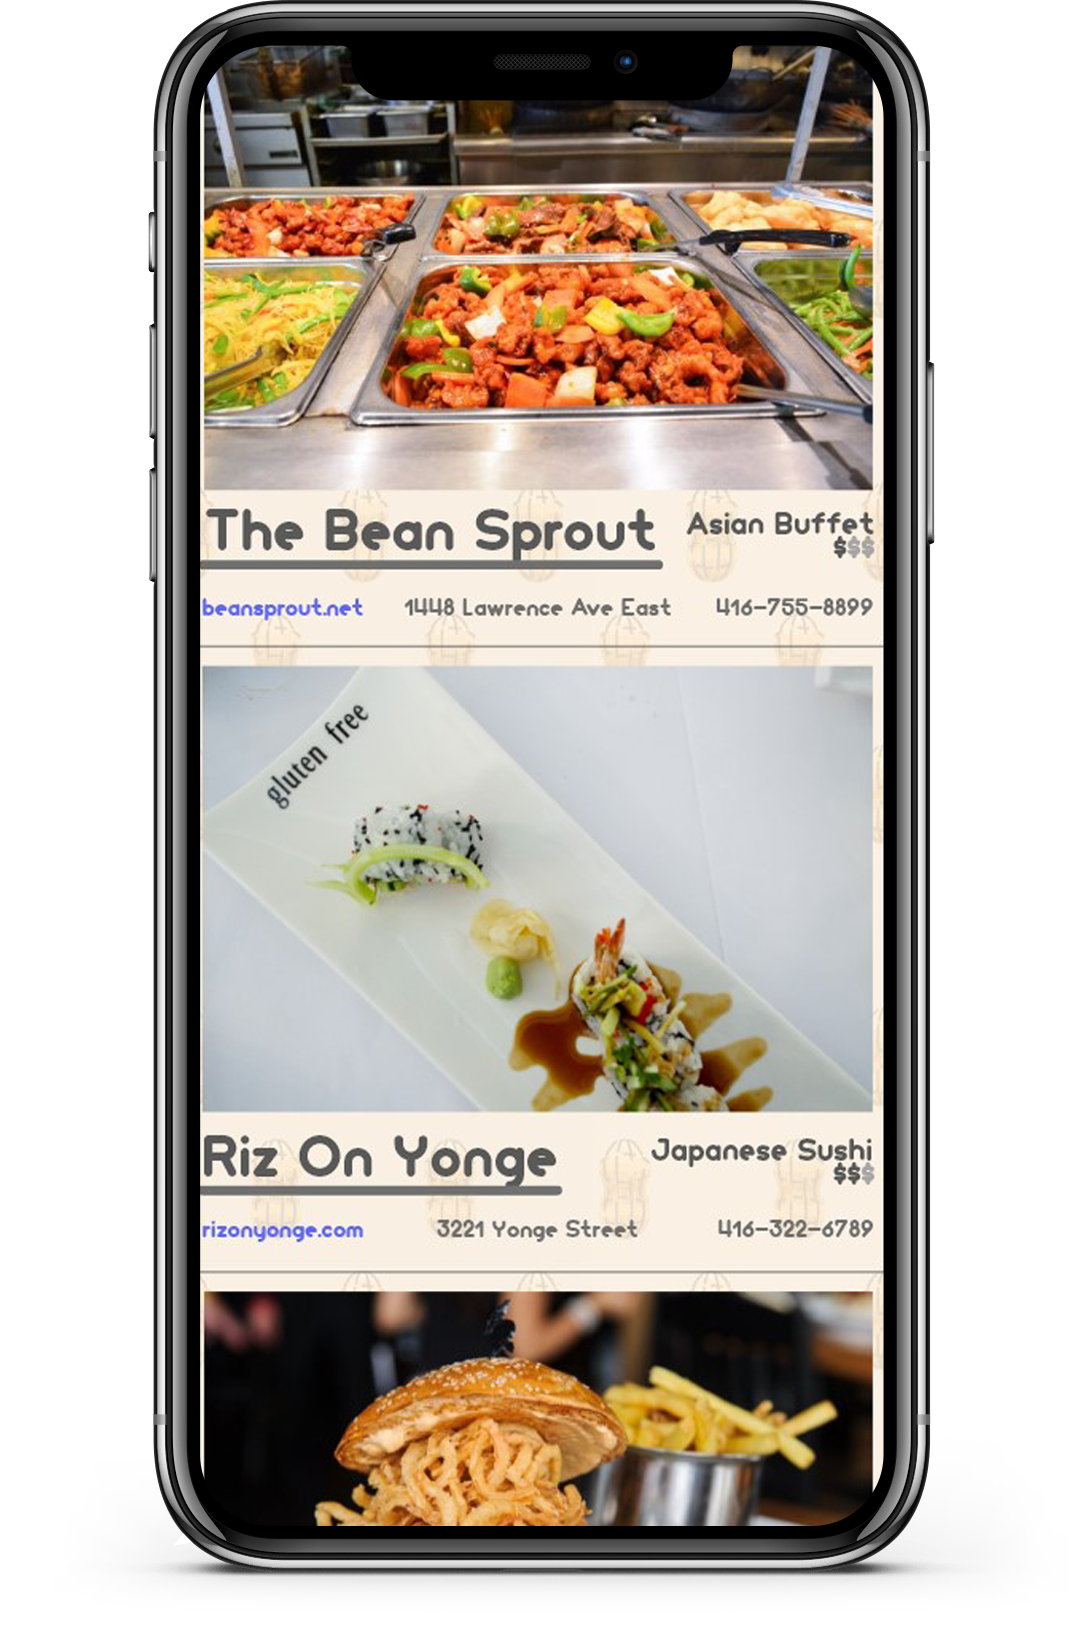 The Bean Sprout
Asian Buffet
$$$
beansprout.net
1448 Lawrence Ave East
416-755-8899
gluten free
Riz On Yonge
Japanese Sushi
$$$
rizonyonge.com
3221 Yonge Street
416-322-6789